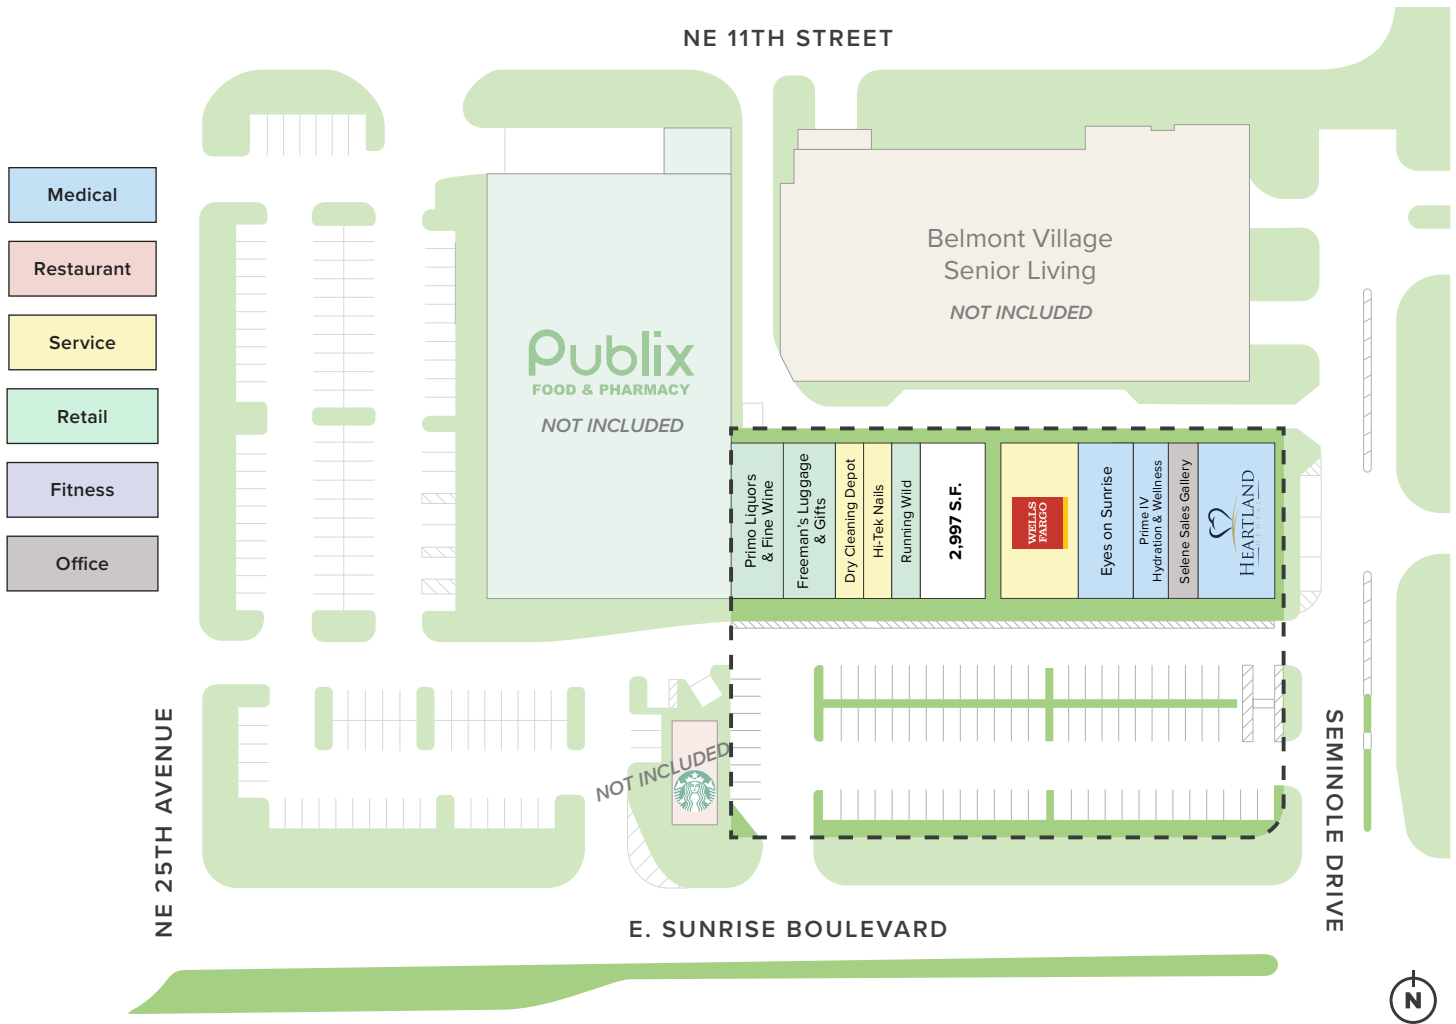 NE 11TH STREET
Medical
Restaurant
Service
Retail
Fitness
Office
Publix
FOOD & PHARMACY
NOT INCLUDED
Belmont Village
Senior Living
NOT INCLUDED
Primo Liquors
& Fine Wine
Freeman's Luggage
& Gifts
Dry Cleaning Depot
Hi-Tek Nails
Running Wild
2,997 S.F.
WELLS
FARGO
Eyes on Sunrise
Prime IV
Hydration & Wellness
Selene Sales Gallery
HEARTLAND
NOT INCLUDED
NE 25TH AVENUE
SEMINOLE DRIVE
E. SUNRISE BOULEVARD
N